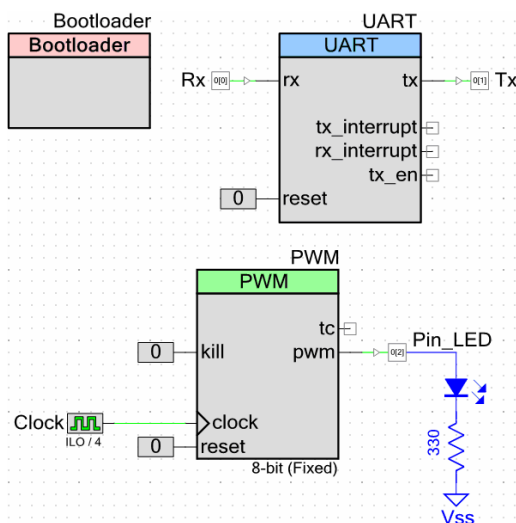 Bootloader
Bootloader
UART
UART
Rx 0[0] rx
tx 0[1] Tx
tx_interrupt
rx_interrupt
tx_en
0 reset
PWM
PWM
tc
Pin_LED
0 kill
pwm 0[2]
Clock clock
ILO / 4
0 reset
8-bit (Fixed)
330
Vss